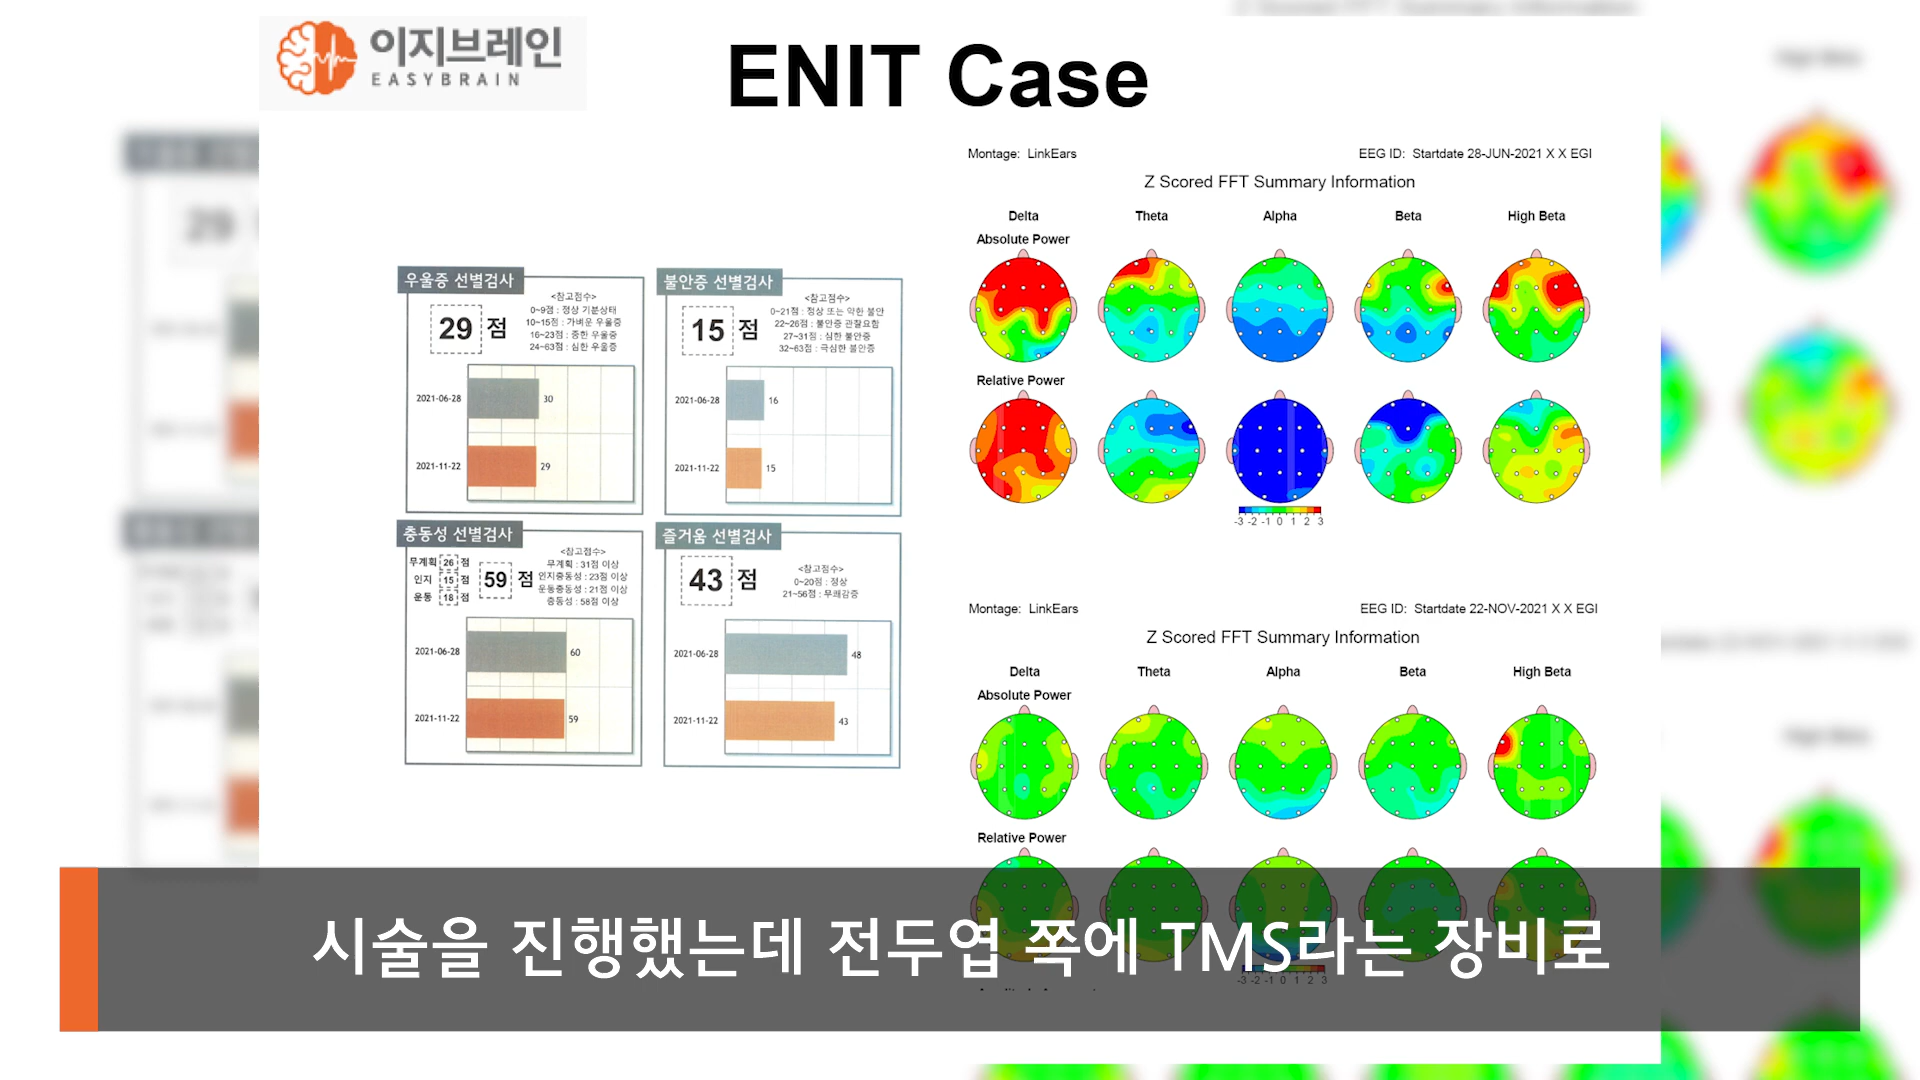 이지브레인
EASYBRAIN
ENIT Case
우울증 선별검사
29 점
<참고점수>
0~9점 : 정상 기분상태
10~15점 : 가벼운 우울증
16~23점 : 중한 우울증
24~63점 : 심한 우울증
2021-06-28
30
2021-11-22
29
불안증 선별검사
15 점
<참고점수>
0~21점 : 정상 또는 약한 불안
22~26점 : 불안증 관찰요함
27~31점 : 심한 불안증
32~63점 : 극심한 불안증
2021-06-28
16
2021-11-22
15
충동성 선별검사
무계획 26 점
인지 15 점
운동 18 점
59 점
<참고점수>
무계획 : 31점 이상
인지충동성 : 23점 이상
운동충동성 : 21점 이상
충동성 : 58점 이상
2021-06-28
60
2021-11-22
59
즐거움 선별검사
43 점
<참고점수>
0~20점 : 정상
21~56점 : 무쾌감증
2021-06-28
48
2021-11-22
43
Montage: LinkEars
EEG ID: Startdate 28-JUN-2021 X X EGI
Z Scored FFT Summary Information
Delta Theta Alpha Beta High Beta
Absolute Power
Relative Power
-3 -2 -1 0 1 2 3
Montage: LinkEars
EEG ID: Startdate 22-NOV-2021 X X EGI
Z Scored FFT Summary Information
Delta Theta Alpha Beta High Beta
Absolute Power
Relative Power
-3 -2 -1 0 1 2 3
시술을 진행했는데 전두엽 쪽에 TMS라는 장비로